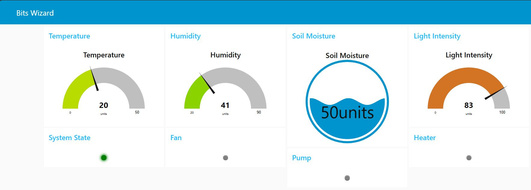 Bits Wizard
Temperature
Humidity
Soil Moisture
Light Intensity
Temperature
Humidity
Soil Moisture
Light Intensity
20
41
50units
83
0
50
90
0
100
System State
Fan
Pump
Heater